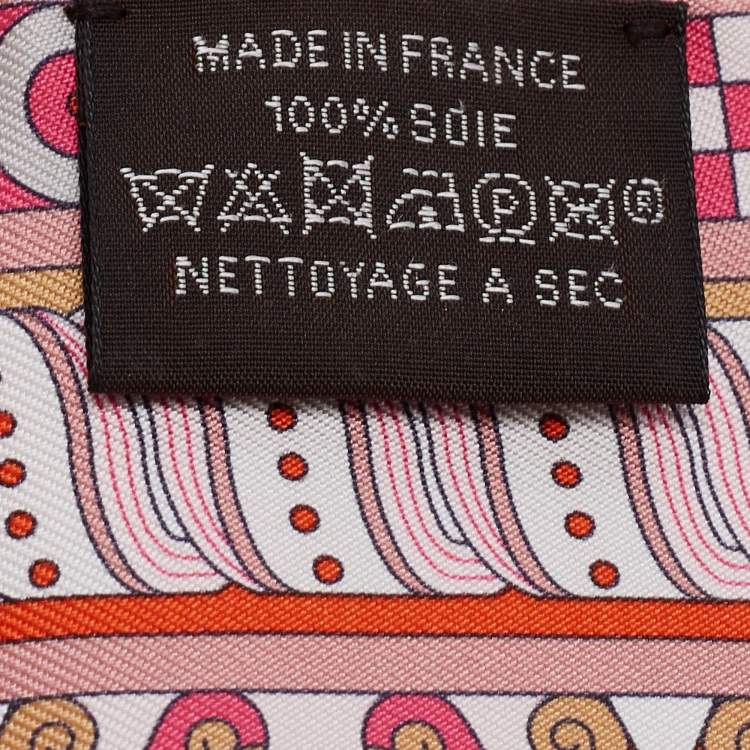 MADE IN FRANCE
100% SOIE
P ®
NETTOYAGE A SEC